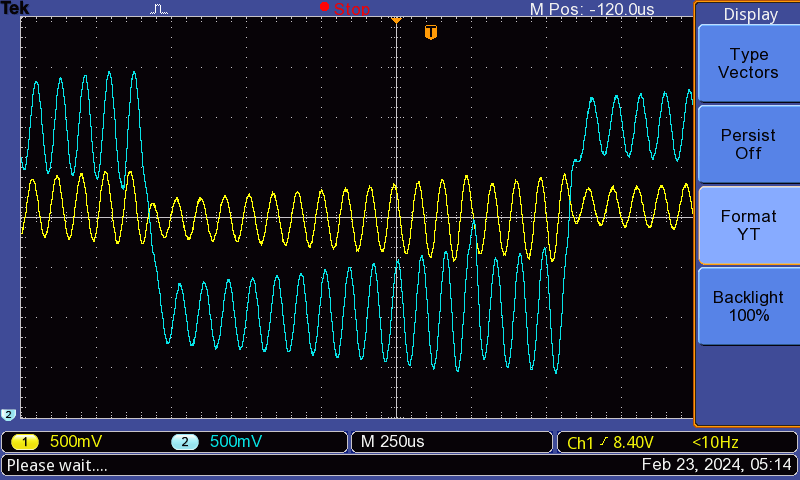 Tek Stop M Pos: -120.0us
T
Display
Type
Vectors
Persist
Off
Format
YT
Backlight
100%
2
1 500mV 2 500mV M 250us Ch1 8.40V <10Hz
Please wait.... Feb 23, 2024, 05:14